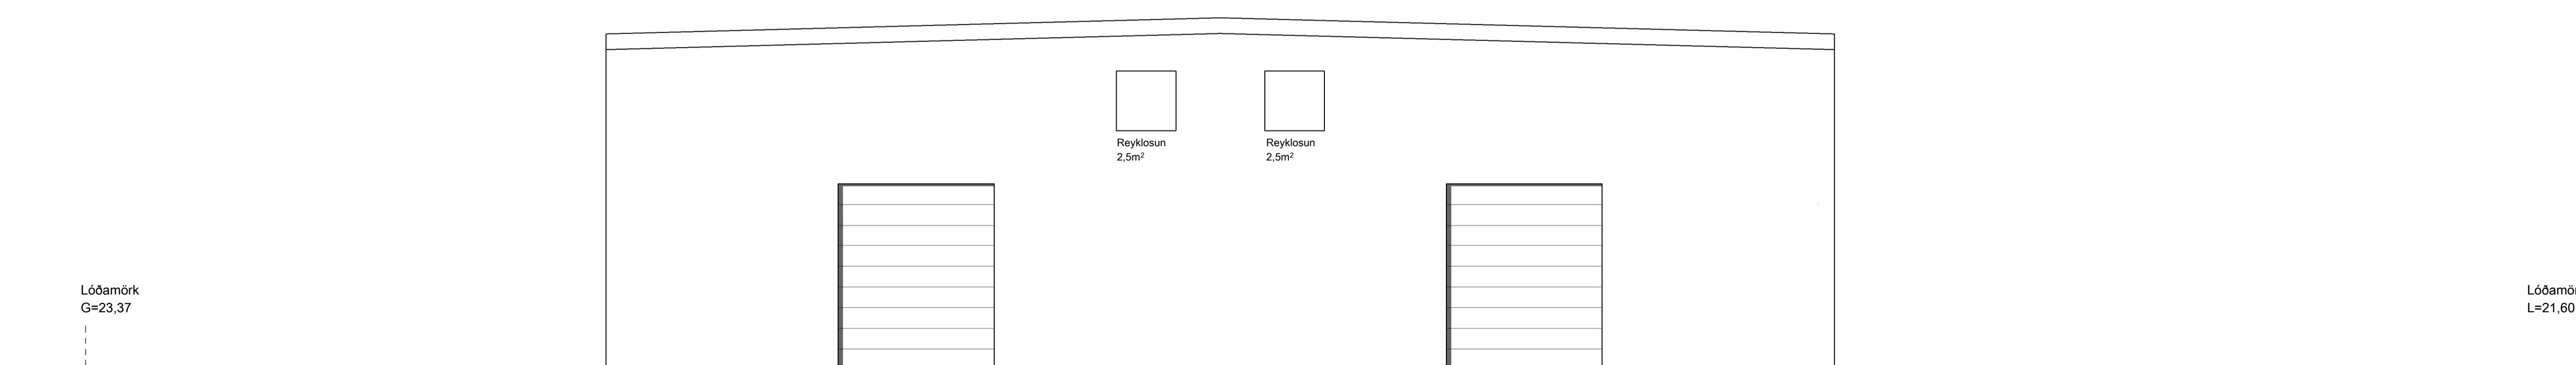 Reyklosun
2,5m²
Reyklosun
2,5m²
Lóðamörk
G=23,37
L=21,60